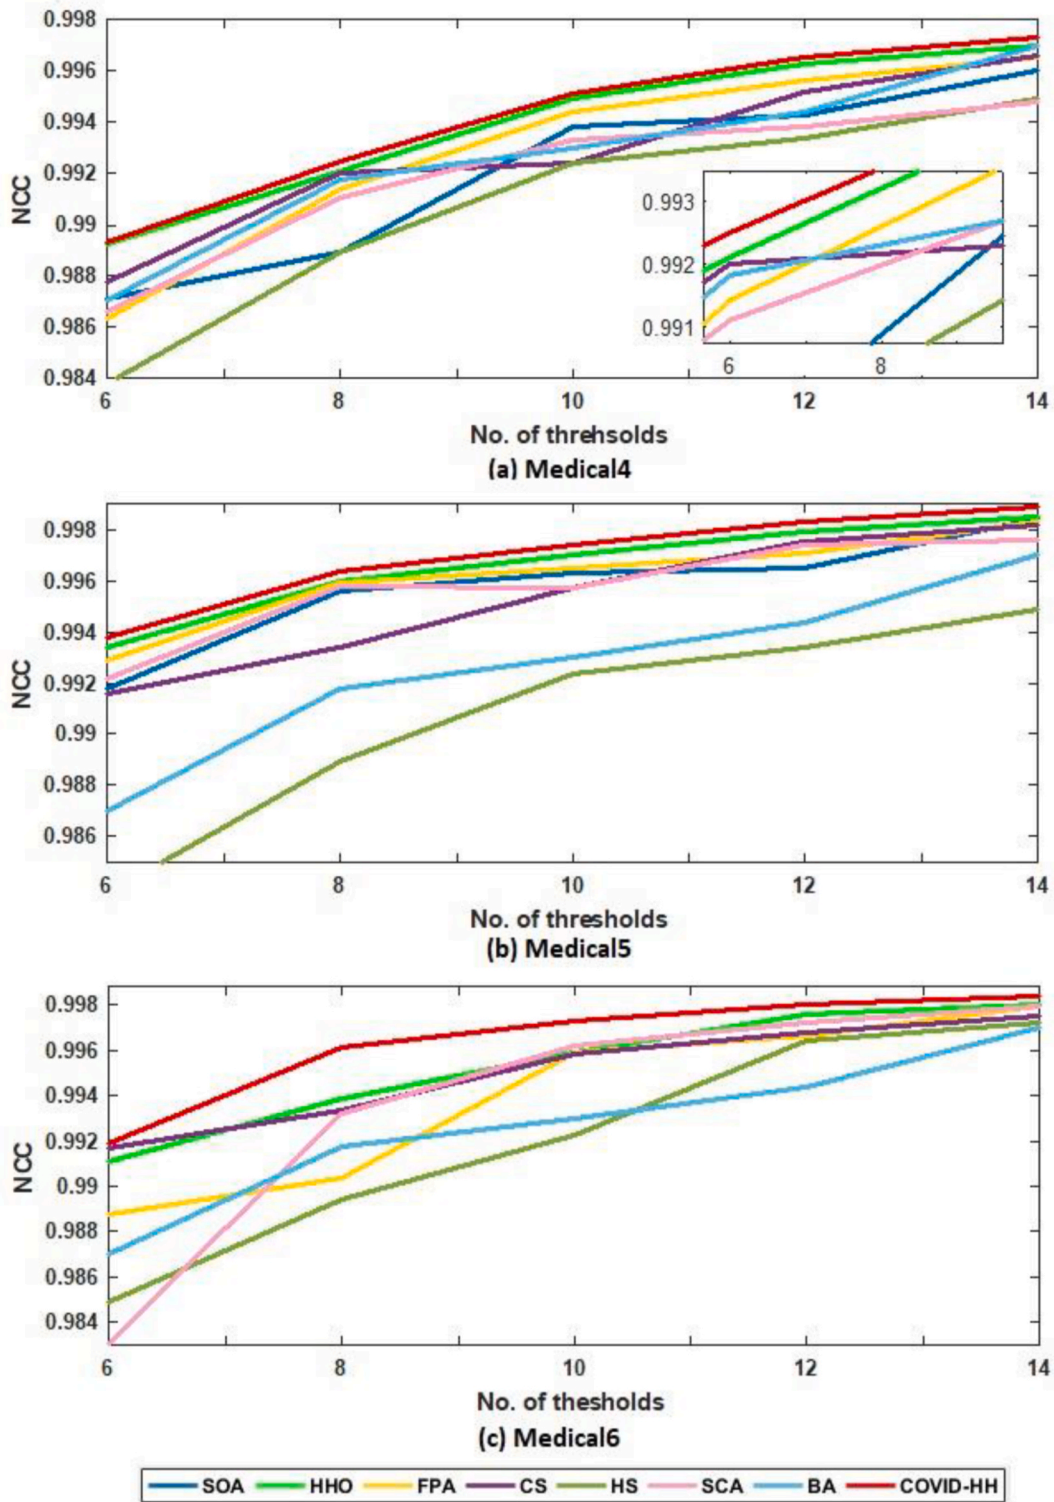 0.998
0.996
0.994
0.992
0.99
0.988
0.986
0.984
NCC
0.993
0.992
0.991
6 8
6 8 10 12 14
No. of threhsolds
(a) Medical4
0.998
0.996
0.994
0.992
0.99
0.988
0.986
NCC
6 8 10 12 14
No. of thresholds
(b) Medical5
0.998
0.996
0.994
0.992
0.99
0.988
0.986
0.984
NCC
6 8 10 12 14
No. of thesholds
(c) Medical6
SOA HHO FPA CS HS SCA BA COVID-HH